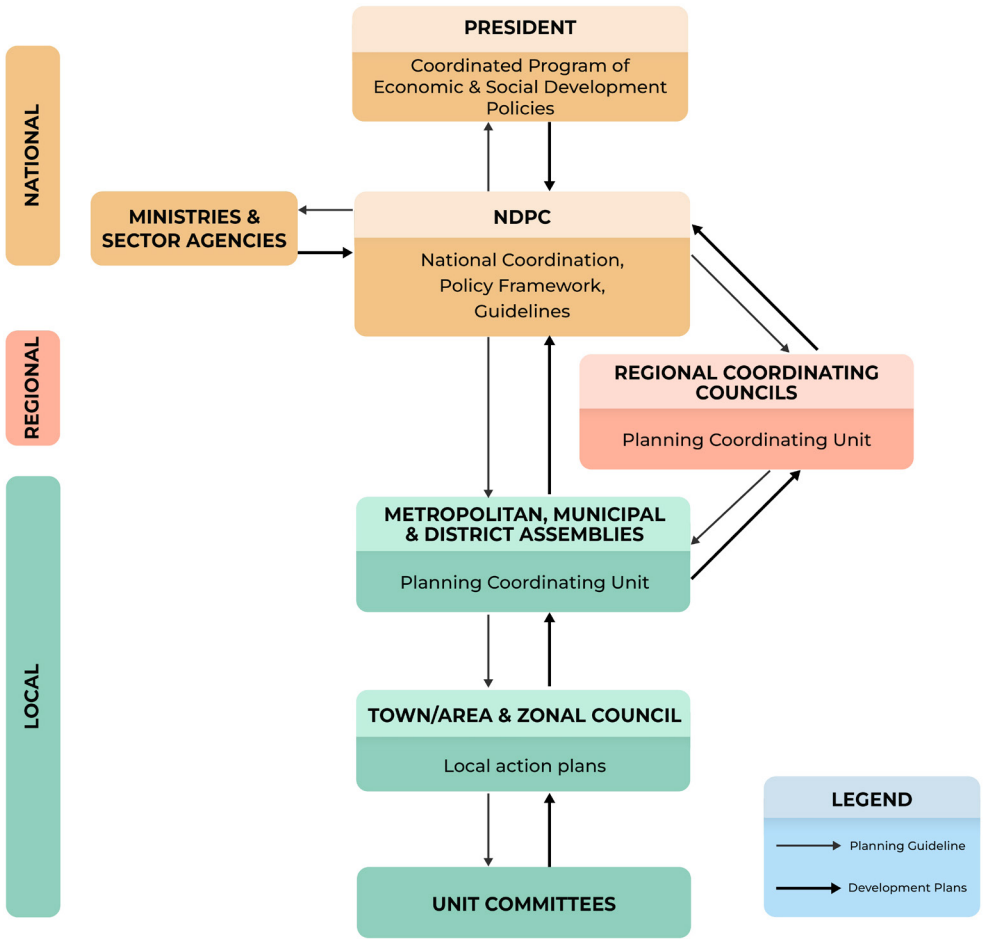 PRESIDENT
Coordinated Program of
Economic & Social Development
Policies
NATIONAL
MINISTRIES &
SECTOR AGENCIES
NDPC
National Coordination,
Policy Framework,
Guidelines
REGIONAL
REGIONAL COORDINATING
COUNCILS
Planning Coordinating Unit
LOCAL
METROPOLITAN, MUNICIPAL
& DISTRICT ASSEMBLIES
Planning Coordinating Unit
TOWN/AREA & ZONAL COUNCIL
Local action plans
UNIT COMMITTEES
LEGEND
Planning Guideline
Development Plans